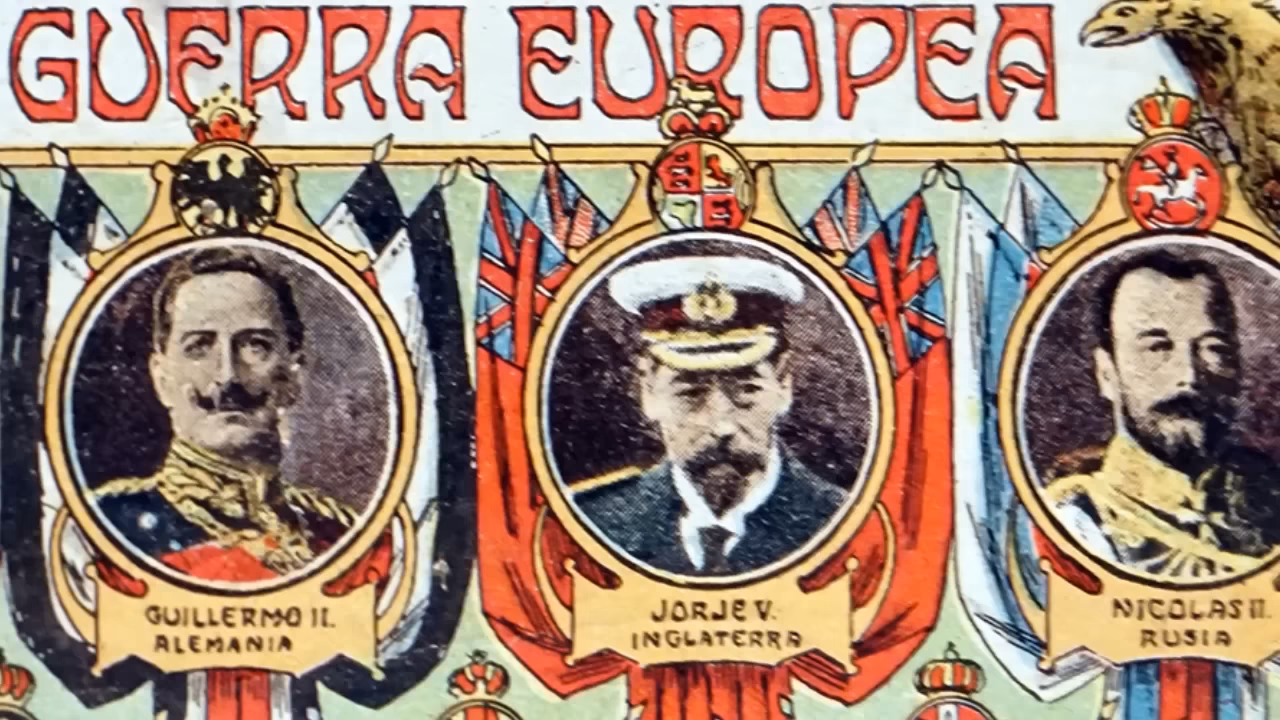 GUERRA EUROPEA
GUILLERMO II.
ALEMANIA
JORJE V.
INGLATERRA
NICOLAS II.
RUSIA